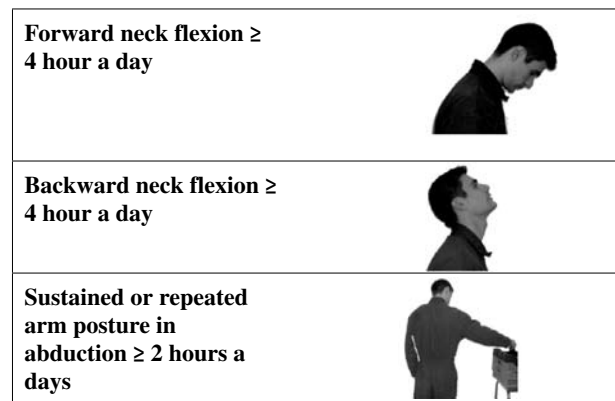 Forward neck flexion ≥
4 hour a day
Backward neck flexion ≥
4 hour a day
Sustained or repeated
arm posture in
abduction ≥ 2 hours a
days